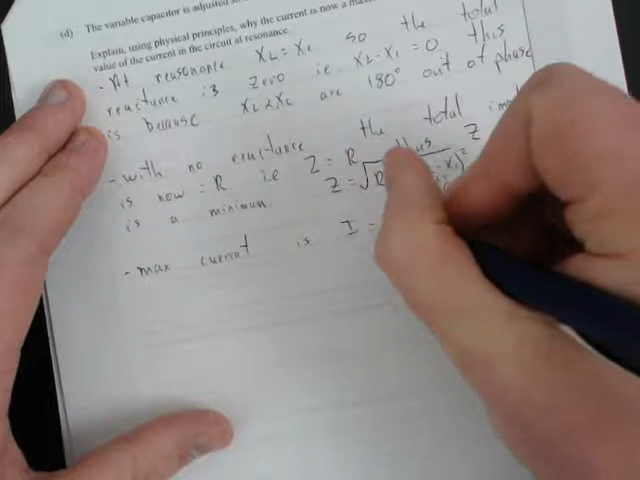 (d) The variable capacitor is adjusted
Explain, using physical principles, why the current is now a
value of the current in the circuit at resonance.
- At resonance XL = Xc so the total
reactance is zero ie XL-Xc = 0 this
is because XL & Xc are 180° out of phase
- with no reactance the total
is now = R i.e Z = R thus Z
is a minimum. Z = √R
- max current is I =